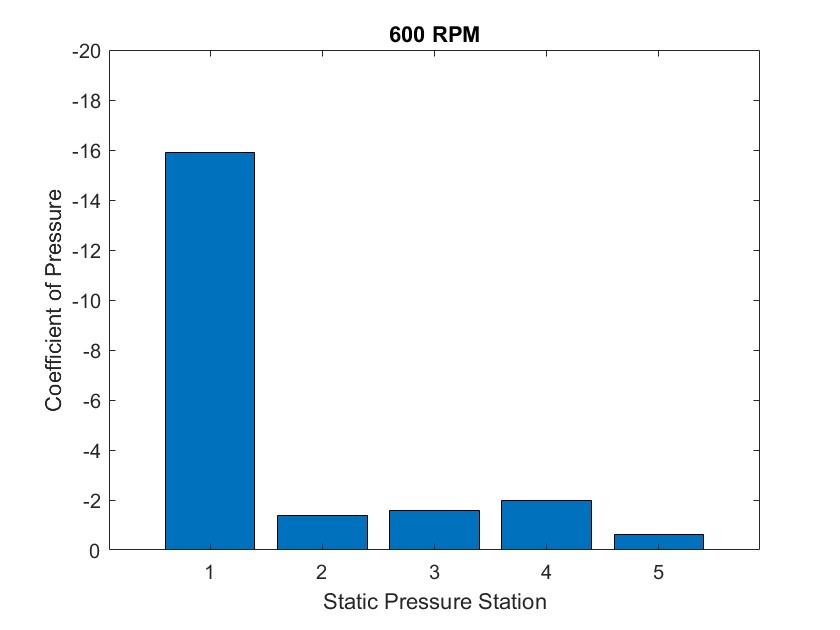 600 RPM
-20
-18
-16
-14
-12
-10
-8
-6
-4
-2
0
Coefficient of Pressure
1 2 3 4 5
Static Pressure Station